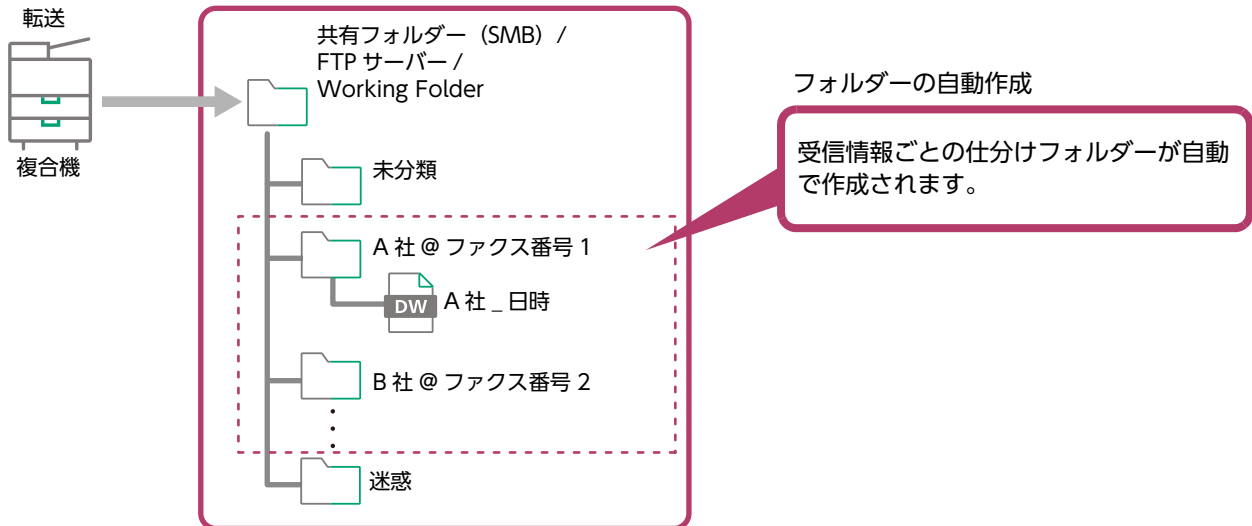 転送
複合機
共有フォルダー（SMB）/
FTP サーバー /
Working Folder
未分類
A 社 @ ファクス番号 1
DW
A 社 _ 日時
B 社 @ ファクス番号 2
迷惑
フォルダーの自動作成
受信情報ごとの仕分けフォルダーが自動
で作成されます。